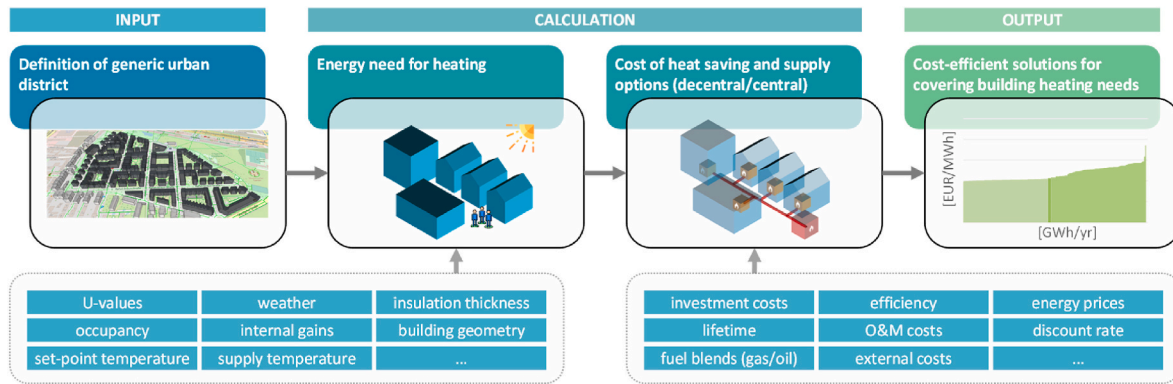 INPUT
CALCULATION
OUTPUT
Definition of generic urban
district
Energy need for heating
Cost of heat saving and supply
options (decentral/central)
Cost-efficient solutions for
covering building heating needs
[EUR/MWh]
[GWh/yr]
U-values
weather
insulation thickness
occupancy
internal gains
building geometry
set-point temperature
supply temperature
...
investment costs
efficiency
energy prices
lifetime
O&M costs
discount rate
fuel blends (gas/oil)
external costs
...